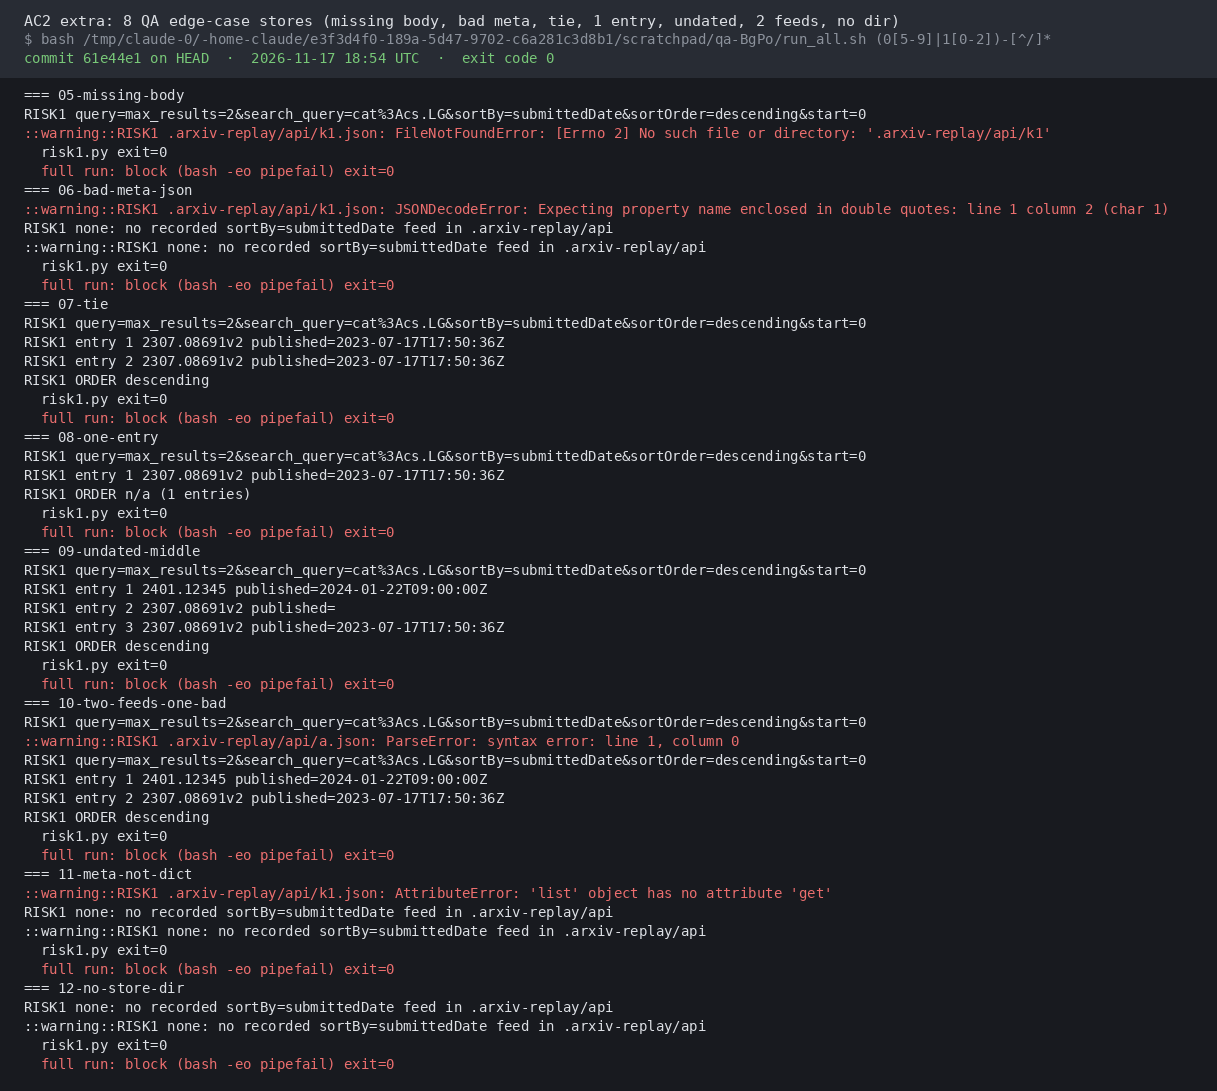 AC2 extra: 8 QA edge-case stores (missing body, bad meta, tie, 1 entry, undated, 2 feeds, no dir)
$ bash /tmp/claude-0/-home-claude/e3f3d4f0-189a-5d47-9702-c6a281c3d8b1/scratchpad/qa-BgPo/run_all.sh (0[5-9]|1[0-2])-[^/]*
commit 61e44e1 on HEAD  ·  2026-11-17 18:54 UTC  ·  exit code 0
=== 05-missing-body
RISK1 query=max_results=2&search_query=cat%3Acs.LG&sortBy=submittedDate&sortOrder=descending&start=0
::warning::RISK1 .arxiv-replay/api/k1.json: FileNotFoundError: [Errno 2] No such file or directory: '.arxiv-replay/api/k1'
  risk1.py exit=0
  full run: block (bash -eo pipefail) exit=0
=== 06-bad-meta-json
::warning::RISK1 .arxiv-replay/api/k1.json: JSONDecodeError: Expecting property name enclosed in double quotes: line 1 column 2 (char 1)
RISK1 none: no recorded sortBy=submittedDate feed in .arxiv-replay/api
::warning::RISK1 none: no recorded sortBy=submittedDate feed in .arxiv-replay/api
  risk1.py exit=0
  full run: block (bash -eo pipefail) exit=0
=== 07-tie
RISK1 query=max_results=2&search_query=cat%3Acs.LG&sortBy=submittedDate&sortOrder=descending&start=0
RISK1 entry 1 2307.08691v2 published=2023-07-17T17:50:36Z
RISK1 entry 2 2307.08691v2 published=2023-07-17T17:50:36Z
RISK1 ORDER descending
  risk1.py exit=0
  full run: block (bash -eo pipefail) exit=0
=== 08-one-entry
RISK1 query=max_results=2&search_query=cat%3Acs.LG&sortBy=submittedDate&sortOrder=descending&start=0
RISK1 entry 1 2307.08691v2 published=2023-07-17T17:50:36Z
RISK1 ORDER n/a (1 entries)
  risk1.py exit=0
  full run: block (bash -eo pipefail) exit=0
=== 09-undated-middle
RISK1 query=max_results=2&search_query=cat%3Acs.LG&sortBy=submittedDate&sortOrder=descending&start=0
RISK1 entry 1 2401.12345 published=2024-01-22T09:00:00Z
RISK1 entry 2 2307.08691v2 published=
RISK1 entry 3 2307.08691v2 published=2023-07-17T17:50:36Z
RISK1 ORDER descending
  risk1.py exit=0
  full run: block (bash -eo pipefail) exit=0
=== 10-two-feeds-one-bad
RISK1 query=max_results=2&search_query=cat%3Acs.LG&sortBy=submittedDate&sortOrder=descending&start=0
::warning::RISK1 .arxiv-replay/api/a.json: ParseError: syntax error: line 1, column 0
RISK1 query=max_results=2&search_query=cat%3Acs.LG&sortBy=submittedDate&sortOrder=descending&start=0
RISK1 entry 1 2401.12345 published=2024-01-22T09:00:00Z
RISK1 entry 2 2307.08691v2 published=2023-07-17T17:50:36Z
RISK1 ORDER descending
  risk1.py exit=0
  full run: block (bash -eo pipefail) exit=0
=== 11-meta-not-dict
::warning::RISK1 .arxiv-replay/api/k1.json: AttributeError: 'list' object has no attribute 'get'
RISK1 none: no recorded sortBy=submittedDate feed in .arxiv-replay/api
::warning::RISK1 none: no recorded sortBy=submittedDate feed in .arxiv-replay/api
  risk1.py exit=0
  full run: block (bash -eo pipefail) exit=0
=== 12-no-store-dir
RISK1 none: no recorded sortBy=submittedDate feed in .arxiv-replay/api
::warning::RISK1 none: no recorded sortBy=submittedDate feed in .arxiv-replay/api
  risk1.py exit=0
  full run: block (bash -eo pipefail) exit=0